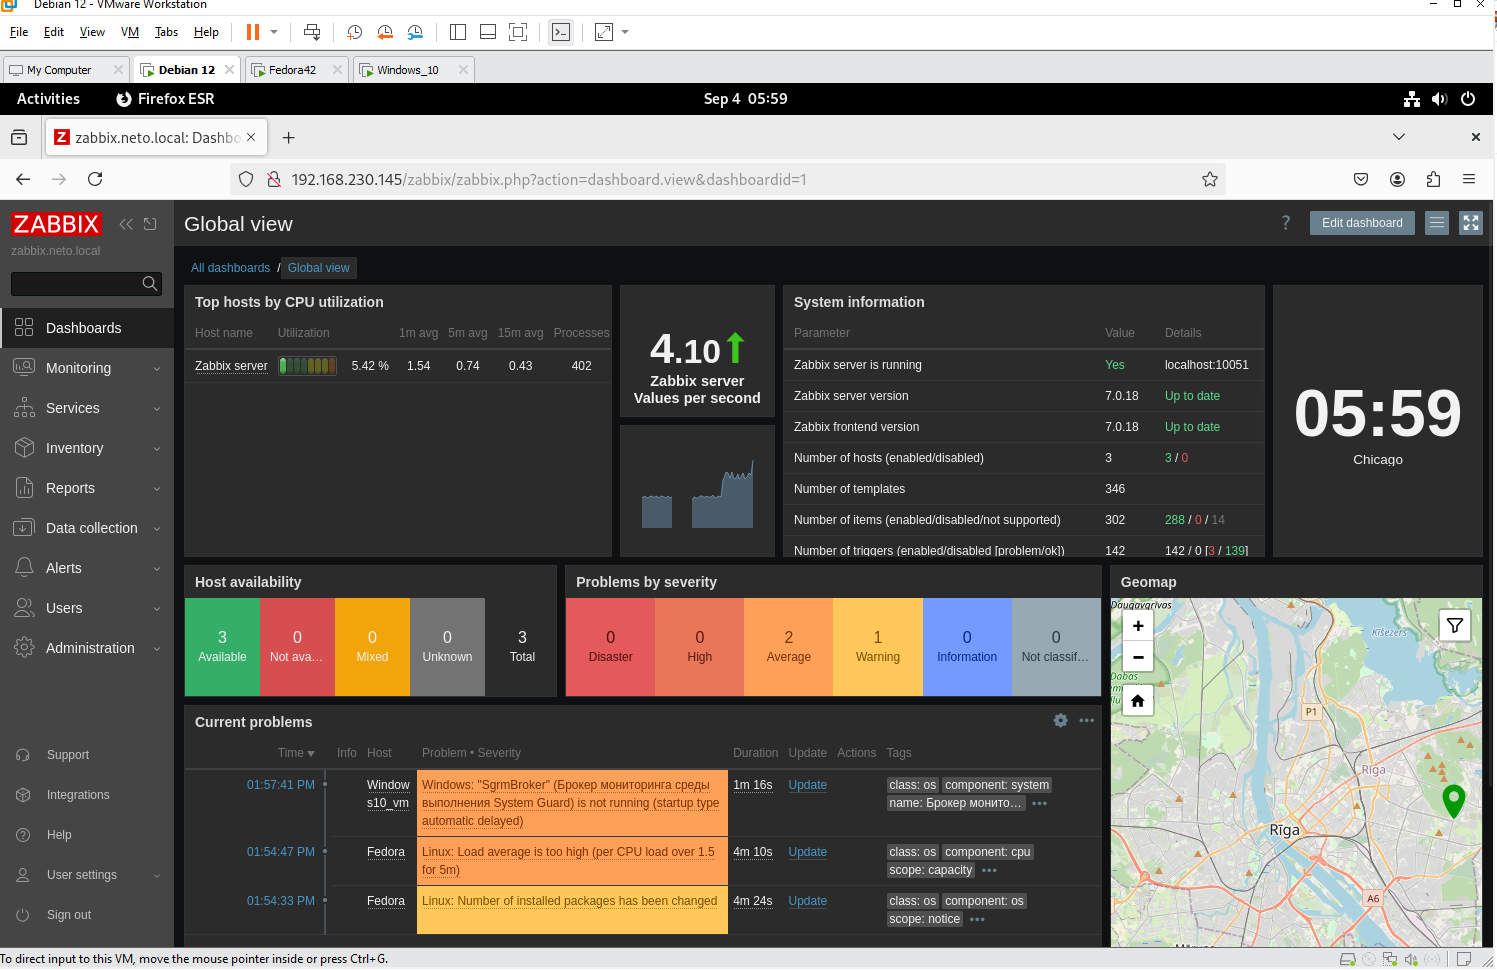 Debian 12 - VMware Workstation
File Edit View VM Tabs Help
My Computer Debian 12 Fedora42 Windows_10
Activities Firefox ESR Sep 4 05:59
zabbix.neto.local: Dashbo
192.168.230.145/zabbix/zabbix.php?action=dashboard.view&dashboardid=1
ZABBIX
zabbix.neto.local
Dashboards
Monitoring
Services
Inventory
Reports
Data collection
Alerts
Users
Administration
Support
Integrations
Help
User settings
Sign out
Global view
? Edit dashboard
All dashboards / Global view
Top hosts by CPU utilization
Host name Utilization 1m avg 5m avg 15m avg Processes
Zabbix server 5.42 % 1.54 0.74 0.43 402
4.10
Zabbix server
Values per second
System information
Parameter Value Details
Zabbix server is running Yes localhost:10051
Zabbix server version 7.0.18 Up to date
Zabbix frontend version 7.0.18 Up to date
Number of hosts (enabled/disabled) 3 3 / 0
Number of templates 346
Number of items (enabled/disabled/not supported) 302 288 / 0 / 14
Number of triggers (enabled/disabled [problem/ok]) 142 142 / 0 [3 / 139]
05:59
Chicago
Host availability
3 0 0 0 3
Available Not ava... Mixed Unknown Total
Problems by severity
0 0 2 1 0 0
Disaster High Average Warning Information Not classif...
Current problems
Time Info Host Problem • Severity Duration Update Actions Tags
01:57:41 PM Window Windows: "SgrmBroker" (Брокер мониторинга среды 1m 16s Update class: os component: system
s10_vm выполнения System Guard) is not running (startup type name: Брокер монито...
automatic delayed)
01:54:47 PM Fedora Linux: Load average is too high (per CPU load over 1.5 4m 10s Update class: os component: cpu
for 5m) scope: capacity
01:54:33 PM Fedora Linux: Number of installed packages has been changed 4m 24s Update class: os component: os
scope: notice
Geomap
Daugavgrīvas
Ķīšezers
+
−
Dabas
P1
Rīga
Rīga
A6
To direct input to this VM, move the mouse pointer inside or press Ctrl+G.